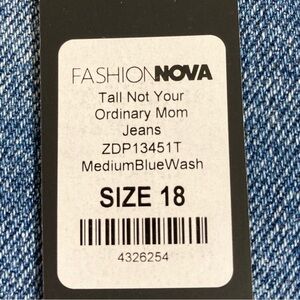 FASHIONNOVA
Tall Not Your
Ordinary Mom
Jeans
ZDP13451T
MediumBlueWash
SIZE 18
4326254